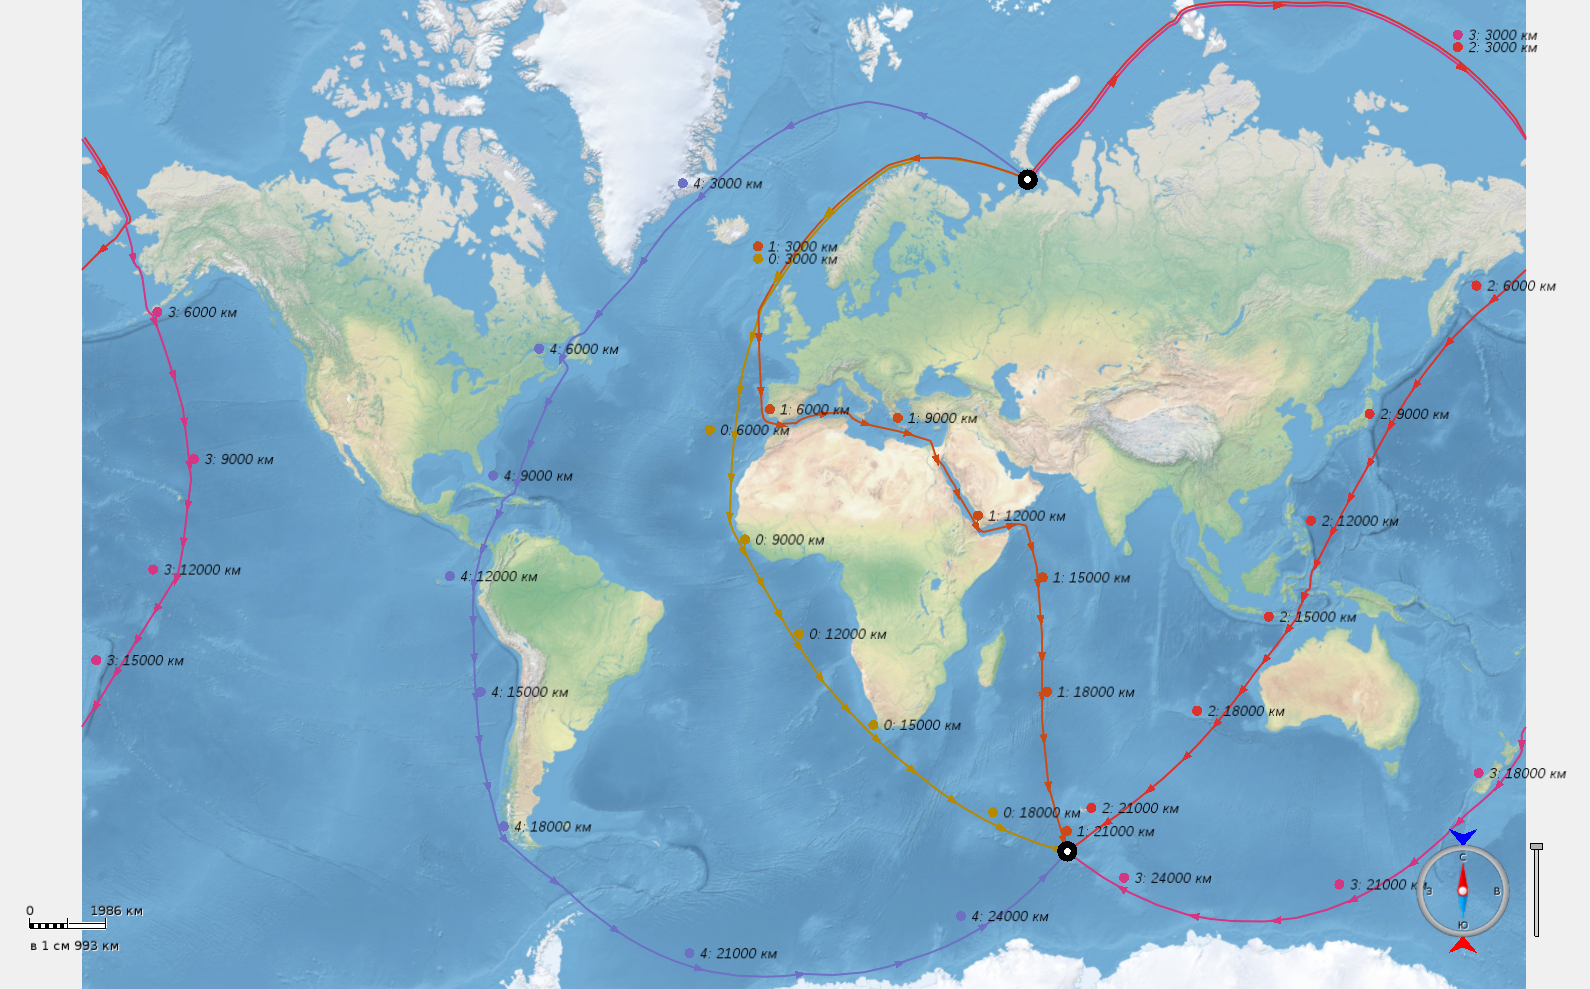 3: 3000 км
2: 3000 км
4: 3000 км
1: 3000 км
0: 3000 км
2: 6000 км
3: 6000 км
4: 6000 км
1: 6000 км
2: 9000 км
1: 9000 км
0: 6000 км
3: 9000 км
4: 9000 км
1: 12000 км
2: 12000 км
0: 9000 км
3: 12000 км
4: 12000 км
1: 15000 км
2: 15000 км
0: 12000 км
3: 15000 км
4: 15000 км
1: 18000 км
2: 18000 км
0: 15000 км
3: 18000 км
2: 21000 км
0: 18000 км
4: 18000 км
1: 21000 км
С
3: 24000 км
3: 21000 км
З
В
0
1986 км
4: 24000 км
Ю
в 1 см 993 км
4: 21000 км